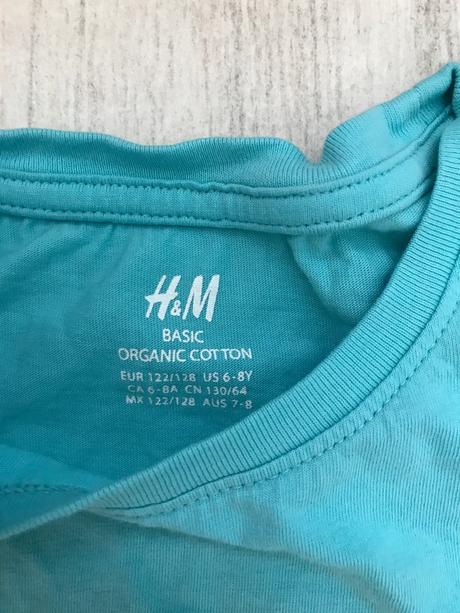 H&M
BASIC
ORGANIC COTTON
EUR 122/128 US 6-8Y
CA 6-8A CN 130/64
MX 122/128 AUS 7-8